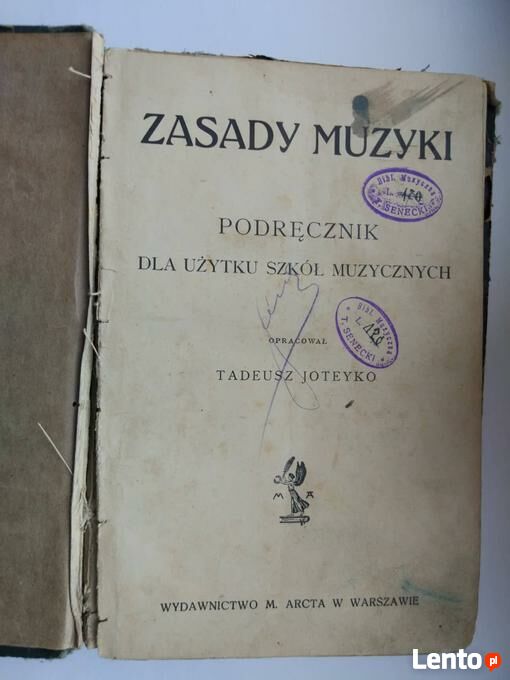 ZASADY MUZYKI
Bibl. Muzyczna
L. 420
T. SENECKI
PODRĘCZNIK
DLA UŻYTKU SZKÓŁ MUZYCZNYCH
Bibl. Muzyczna
L. 420
T. SENECKI
OPRACOWAŁ
TADEUSZ JOTEYKO
M A
WYDAWNICTWO M. ARCTA W WARSZAWIE
Lento.pl